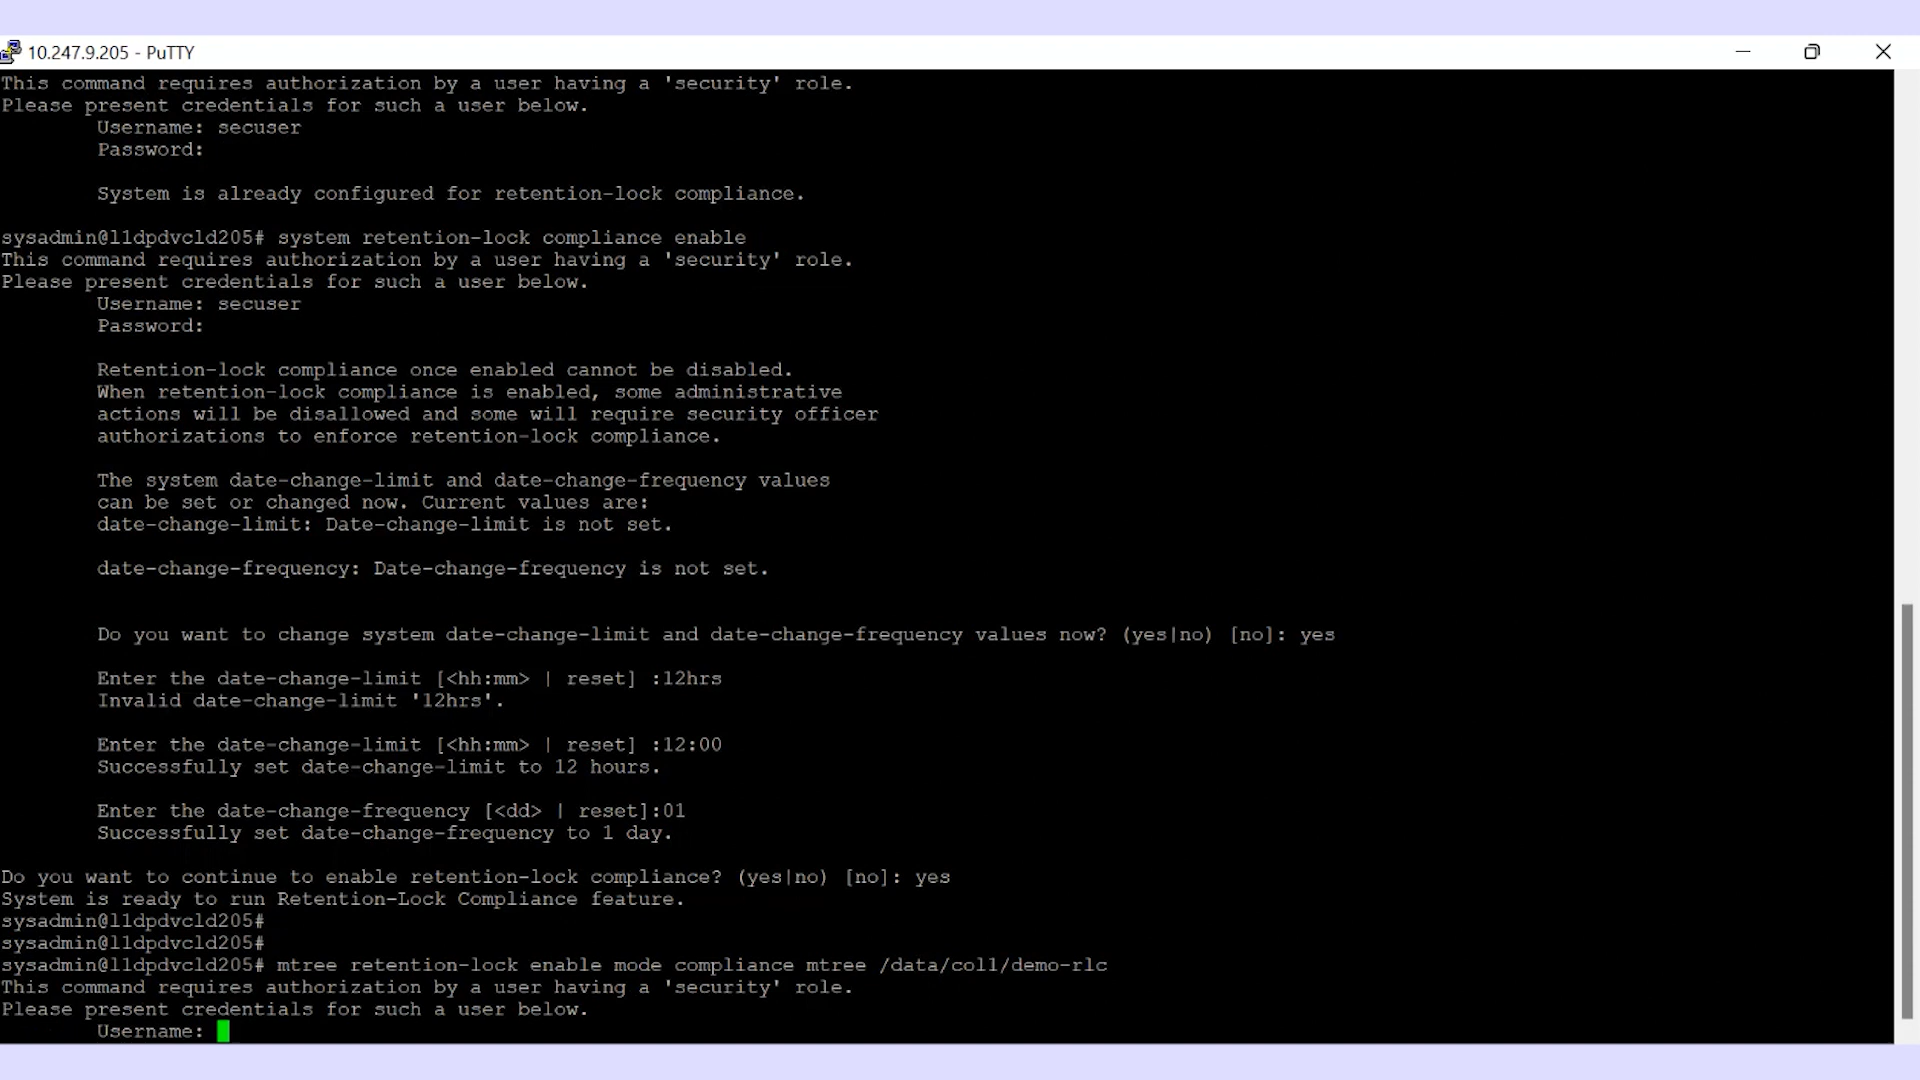 10.247.9.205 - PuTTY
This command requires authorization by a user having a 'security' role.
Please present credentials for such a user below.
Username: secuser
Password:
System is already configured for retention-lock compliance.
sysadmin@l1dpdvcld205# system retention-lock compliance enable
This command requires authorization by a user having a 'security' role.
Please present credentials for such a user below.
Username: secuser
Password:
Retention-lock compliance once enabled cannot be disabled.
When retention-lock compliance is enabled, some administrative
actions will be disallowed and some will require security officer
authorizations to enforce retention-lock compliance.
The system date-change-limit and date-change-frequency values
can be set or changed now. Current values are:
date-change-limit: Date-change-limit is not set.
date-change-frequency: Date-change-frequency is not set.
Do you want to change system date-change-limit and date-change-frequency values now? (yes|no) [no]: yes
Enter the date-change-limit [<hh:mm> | reset] :12hrs
Invalid date-change-limit '12hrs'.
Enter the date-change-limit [<hh:mm> | reset] :12:00
Successfully set date-change-limit to 12 hours.
Enter the date-change-frequency [<dd> | reset]:01
Successfully set date-change-frequency to 1 day.
Do you want to continue to enable retention-lock compliance? (yes|no) [no]: yes
System is ready to run Retention-Lock Compliance feature.
sysadmin@l1dpdvcld205#
sysadmin@l1dpdvcld205#
sysadmin@l1dpdvcld205# mtree retention-lock enable mode compliance mtree /data/col1/demo-rlc
This command requires authorization by a user having a 'security' role.
Please present credentials for such a user below.
Username: